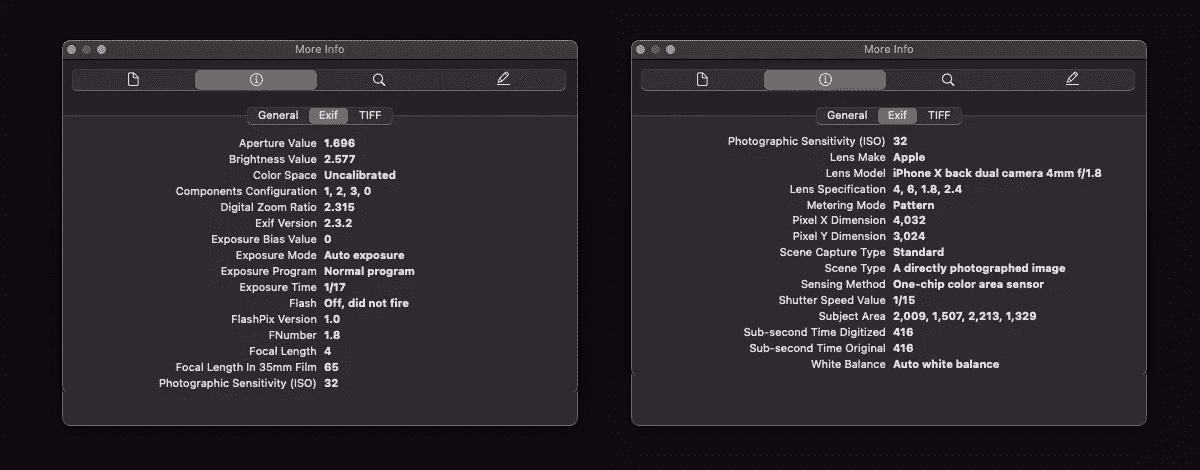 More Info
General Exif TIFF
Aperture Value 1.696
Brightness Value 2.577
Color Space Uncalibrated
Components Configuration 1, 2, 3, 0
Digital Zoom Ratio 2.315
Exif Version 2.3.2
Exposure Bias Value 0
Exposure Mode Auto exposure
Exposure Program Normal program
Exposure Time 1/17
Flash Off, did not fire
FlashPix Version 1.0
FNumber 1.8
Focal Length 4
Focal Length In 35mm Film 65
Photographic Sensitivity (ISO) 32
More Info
General Exif TIFF
Photographic Sensitivity (ISO) 32
Lens Make Apple
Lens Model iPhone X back dual camera 4mm f/1.8
Lens Specification 4, 6, 1.8, 2.4
Metering Mode Pattern
Pixel X Dimension 4,032
Pixel Y Dimension 3,024
Scene Capture Type Standard
Scene Type A directly photographed image
Sensing Method One-chip color area sensor
Shutter Speed Value 1/15
Subject Area 2,009, 1,507, 2,213, 1,329
Sub-second Time Digitized 416
Sub-second Time Original 416
White Balance Auto white balance